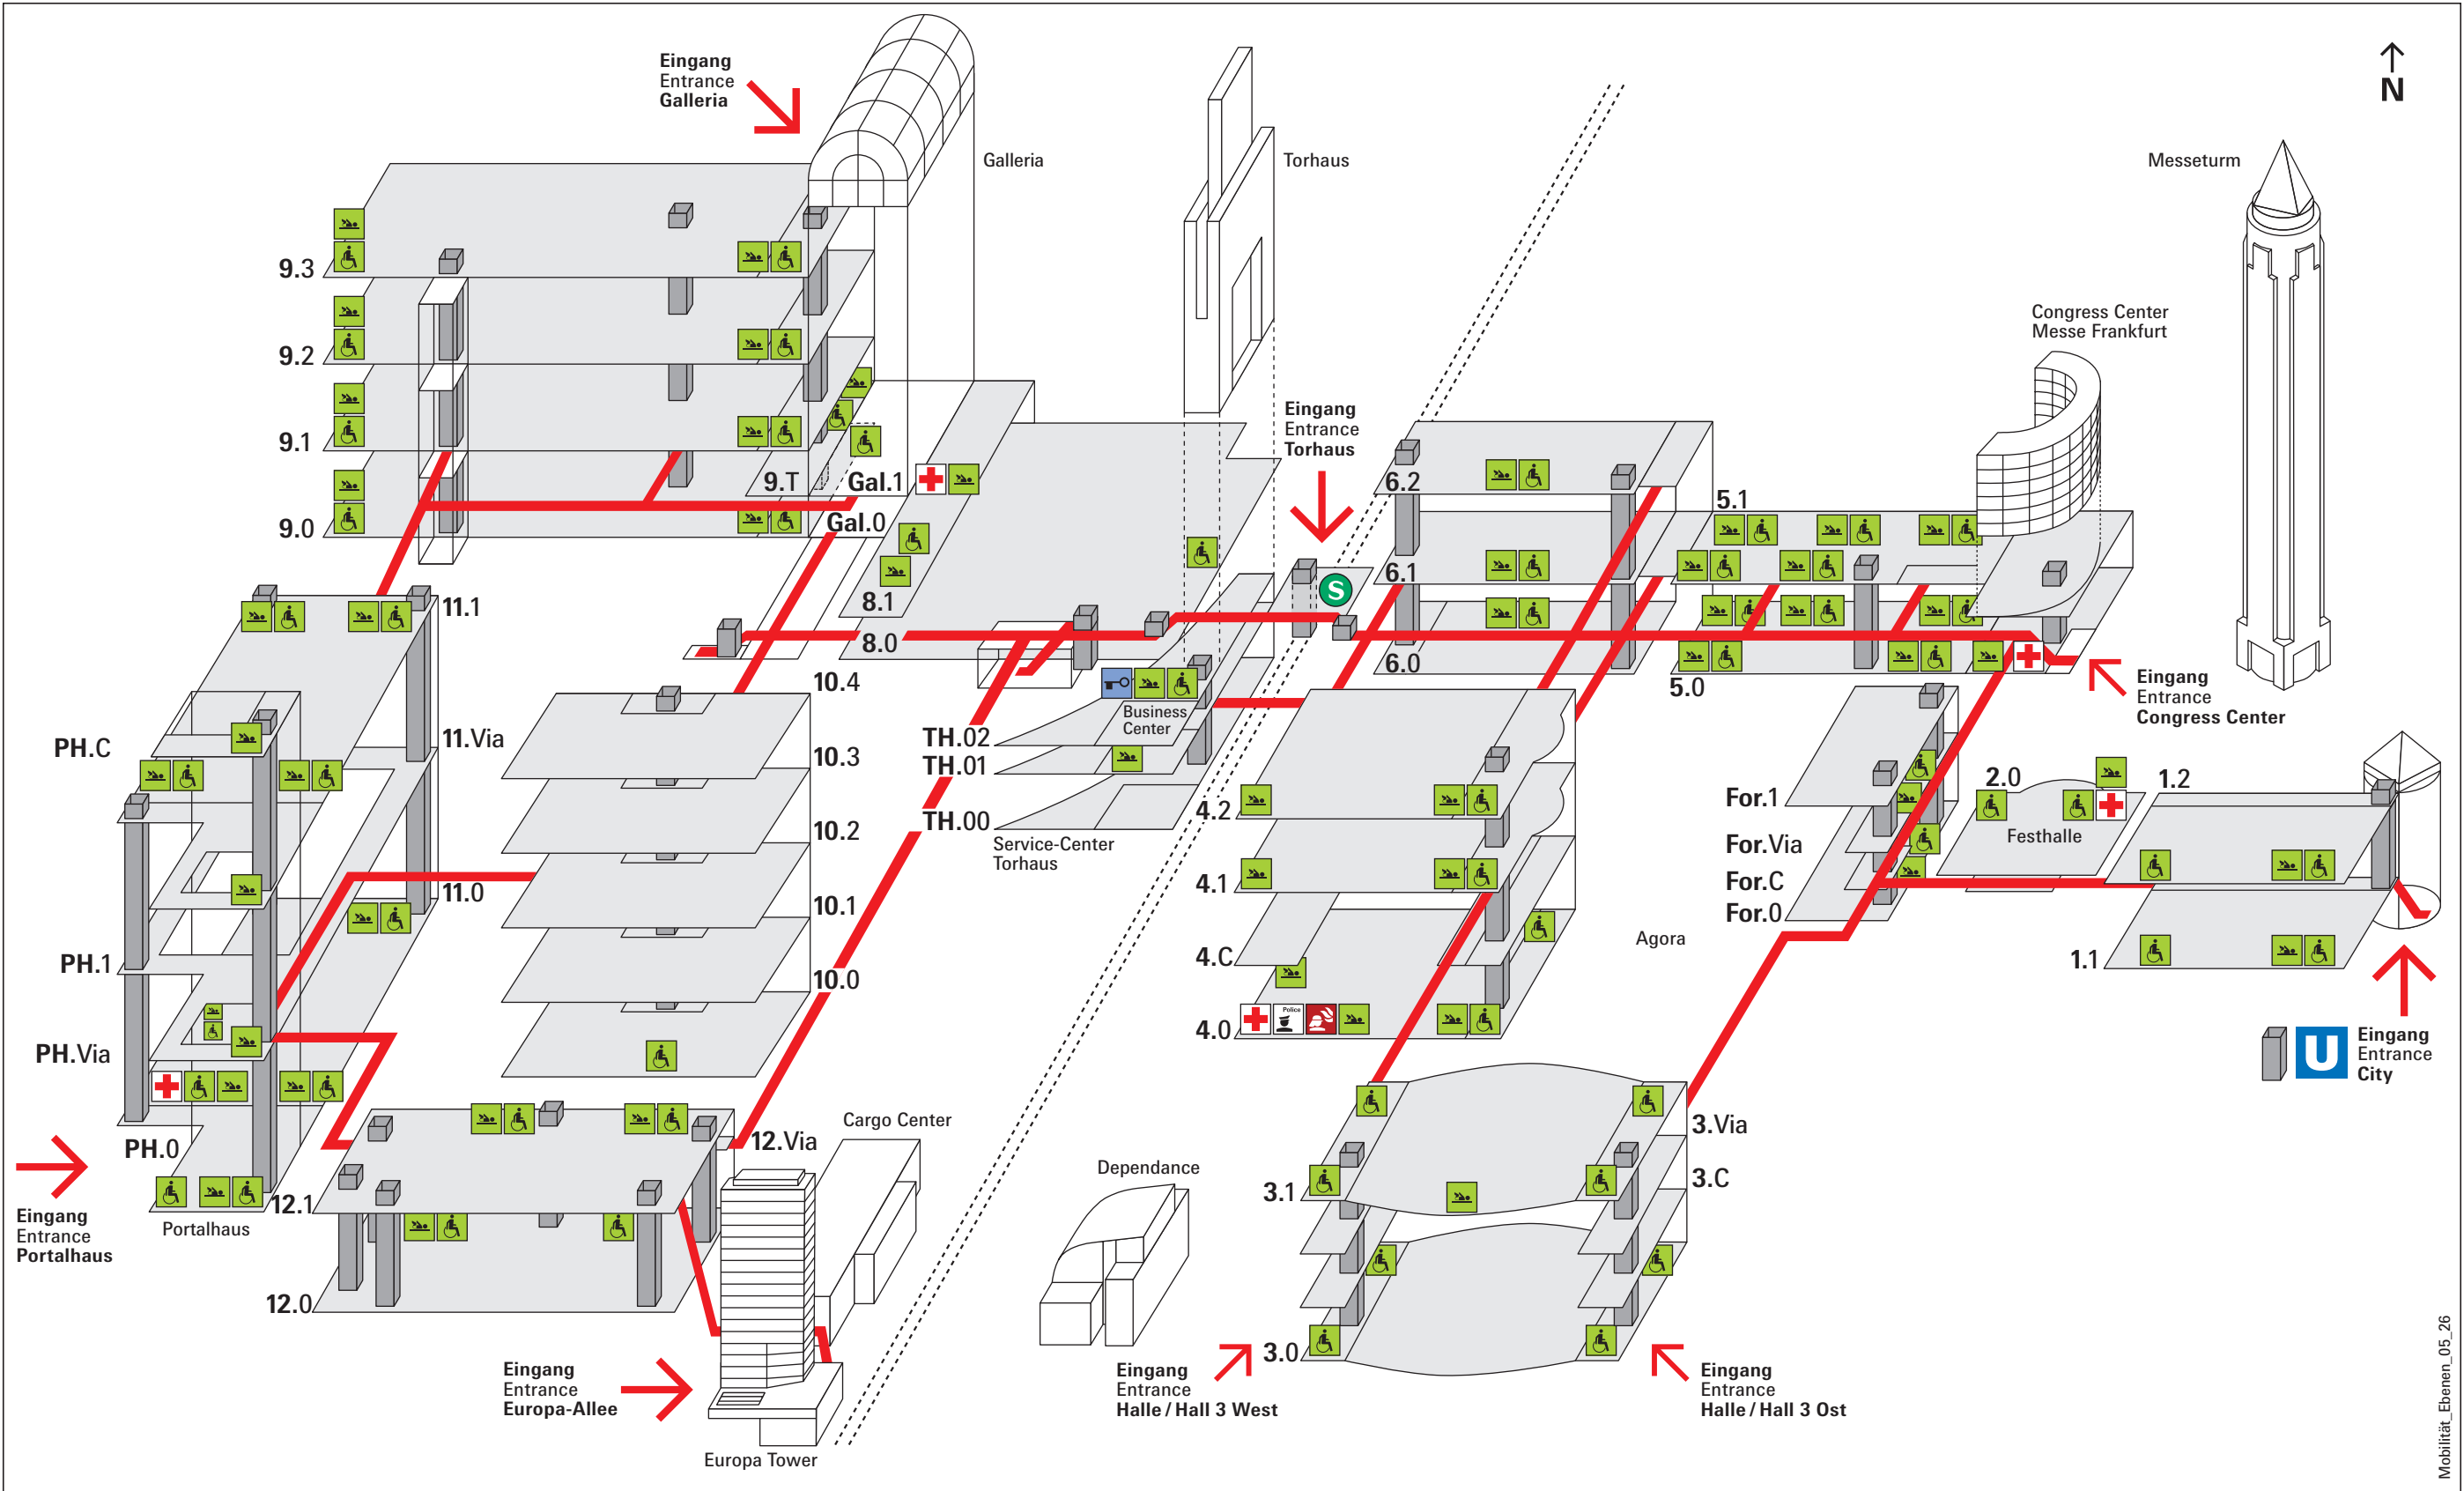 Eingang
Entrance
Galleria
N
Galleria
Torhaus
Messeturm
9.3
Congress Center
Messe Frankfurt
9.2
Eingang
Entrance
Torhaus
9.1
9.T
Gal.1
6.2
5.1
9.0
Gal.0
6.1
S
11.1
8.1
8.0
6.0
5.0
10.4
Eingang
Entrance
Congress Center
Business
Center
PH.C
11.Via
TH.02
10.3
TH.01
2.0
1.2
4.2
For.1
10.2
TH.00
Festhalle
Service-Center
Torhaus
For.Via
4.1
For.C
11.0
10.1
For.0
Agora
4.C
PH.1
1.1
10.0
Police
4.0
PH.Via
U
Eingang
Entrance
City
Cargo Center
3.Via
PH.0
12.Via
Dependance
3.C
3.1
12.1
Eingang
Entrance
Portalhaus
Portalhaus
12.0
3.0
Eingang
Entrance
Europa-Allee
Eingang
Entrance
Halle / Hall 3 West
Eingang
Entrance
Halle / Hall 3 Ost
Europa Tower
Mobilität_Ebenen_05_26